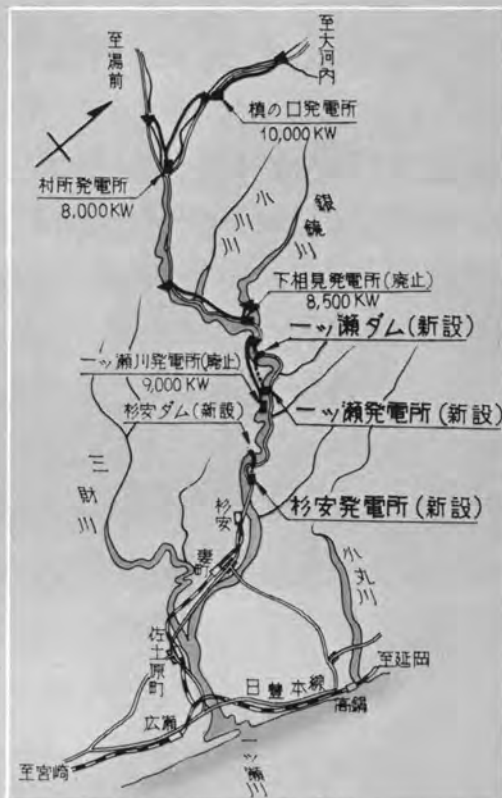 至大河内
至湯前
槙の口発電所
10,000KW
村所発電所
8,000KW
小川川
銀鏡川
下相見発電所(廃止)
8,500KW
一ッ瀬ダム(新設)
一ッ瀬川発電所(廃止)
9,000KW
杉安ダム(新設)
一ッ瀬発電所(新設)
三財川
杉安発電所(新設)
杉安
妻町
小丸川
佐土原町
至延岡
日豊本線
高鍋
広瀬
至宮崎
一ッ瀬川